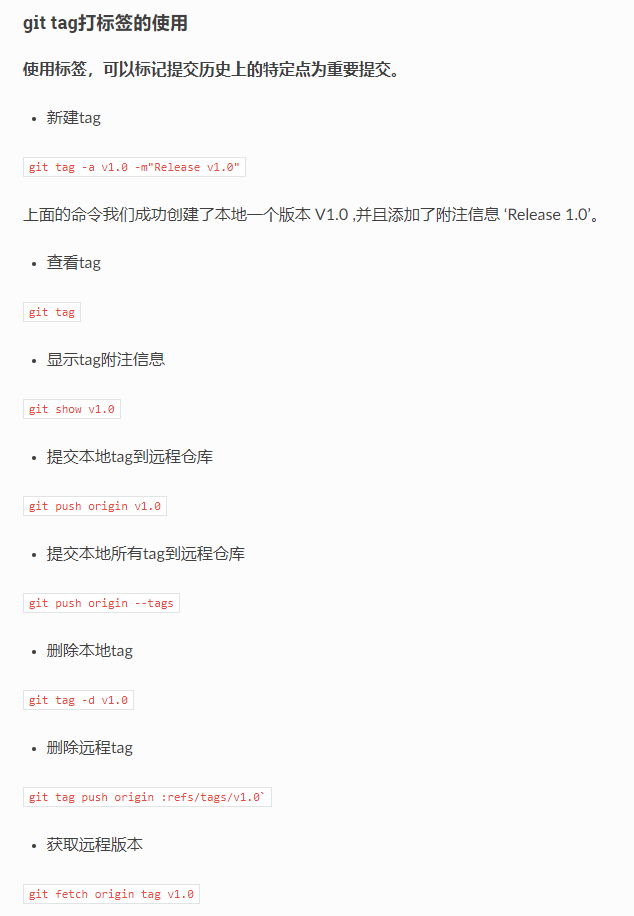 git tag打标签的使用
使用标签，可以标记提交历史上的特定点为重要提交。
• 新建tag
git tag -a v1.0 -m"Release v1.0"
上面的命令我们成功创建了本地一个版本 V1.0 ,并且添加了附注信息 ‘Release 1.0’。
• 查看tag
git tag
• 显示tag附注信息
git show v1.0
• 提交本地tag到远程仓库
git push origin v1.0
• 提交本地所有tag到远程仓库
git push origin --tags
• 删除本地tag
git tag -d v1.0
• 删除远程tag
git tag push origin :refs/tags/v1.0`
• 获取远程版本
git fetch origin tag v1.0